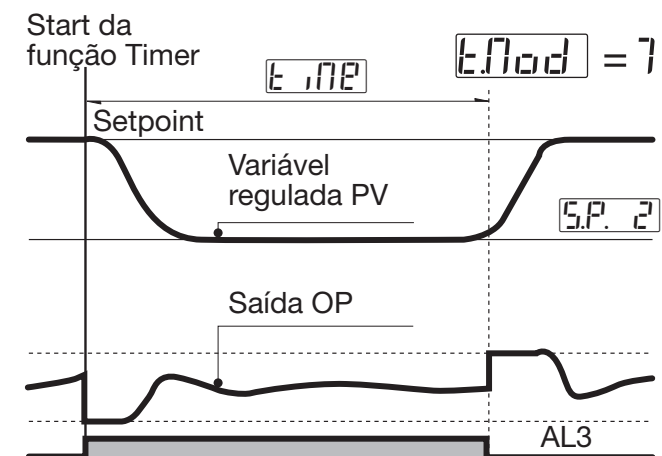 Start da
função Timer
t iME
t.Mod = 7
Setpoint
Variável
regulada PV
S.P. 2
Saída OP
AL3